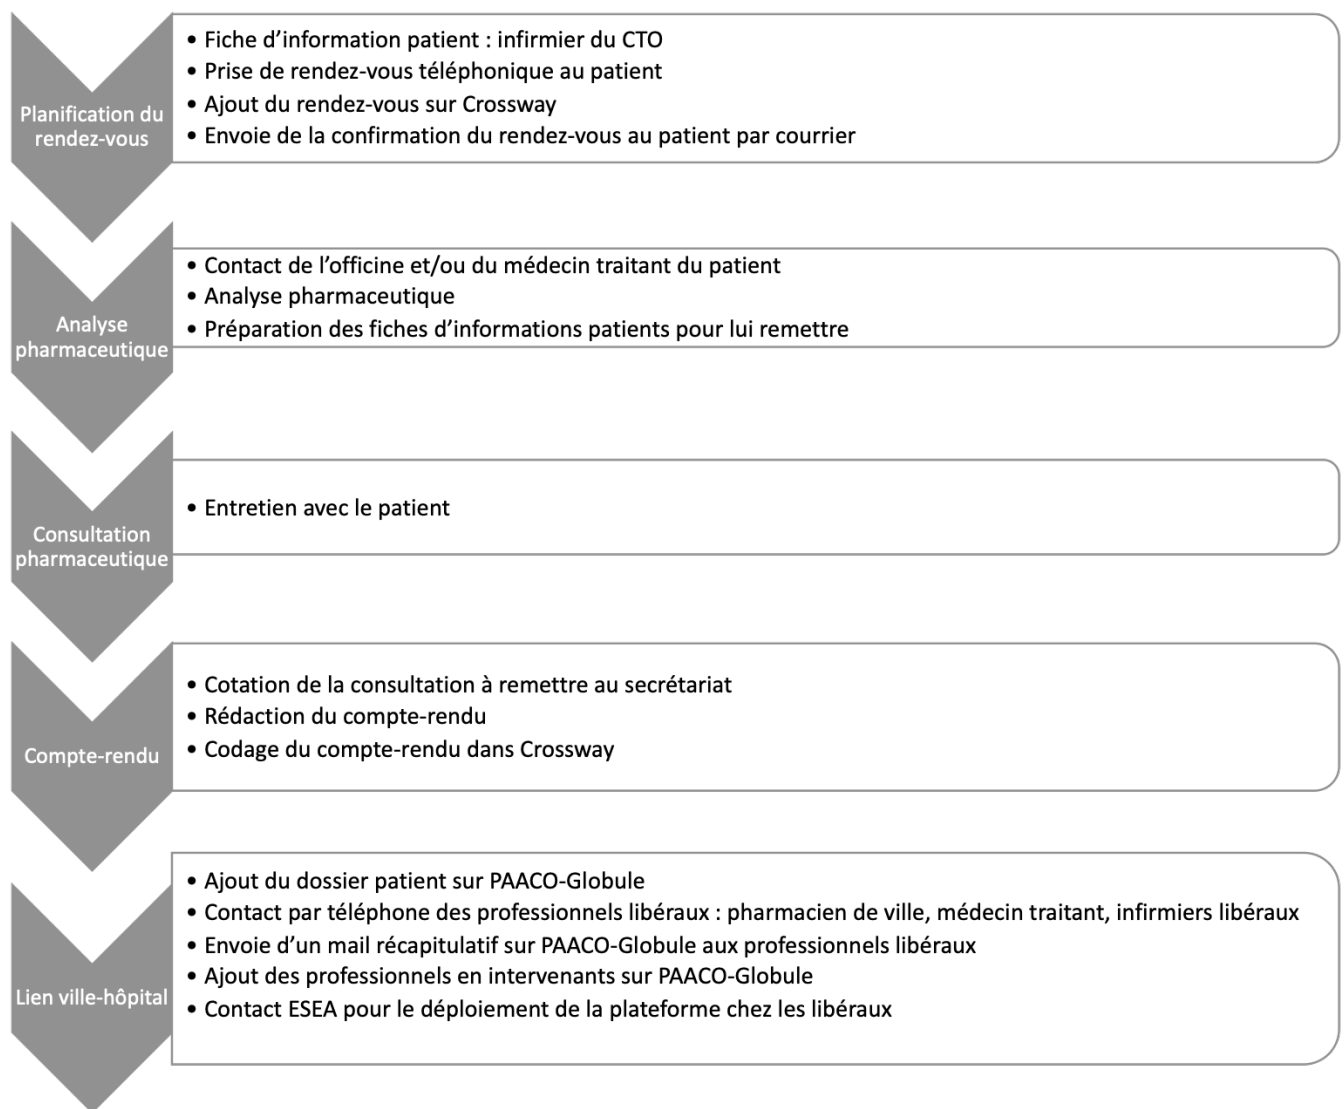 Planification du
rendez-vous
• Fiche d’information patient : infirmier du CTO
• Prise de rendez-vous téléphonique au patient
• Ajout du rendez-vous sur Crossway
• Envoie de la confirmation du rendez-vous au patient par courrier
Analyse
pharmaceutique
• Contact de l’officine et/ou du médecin traitant du patient
• Analyse pharmaceutique
• Préparation des fiches d’informations patients pour lui remettre
Consultation
pharmaceutique
• Entretien avec le patient
Compte-rendu
• Cotation de la consultation à remettre au secrétariat
• Rédaction du compte-rendu
• Codage du compte-rendu dans Crossway
Lien ville-hôpital
• Ajout du dossier patient sur PAACO-Globule
• Contact par téléphone des professionnels libéraux : pharmacien de ville, médecin traitant, infirmiers libéraux
• Envoie d’un mail récapitulatif sur PAACO-Globule aux professionnels libéraux
• Ajout des professionnels en intervenants sur PAACO-Globule
• Contact ESEA pour le déploiement de la plateforme chez les libéraux